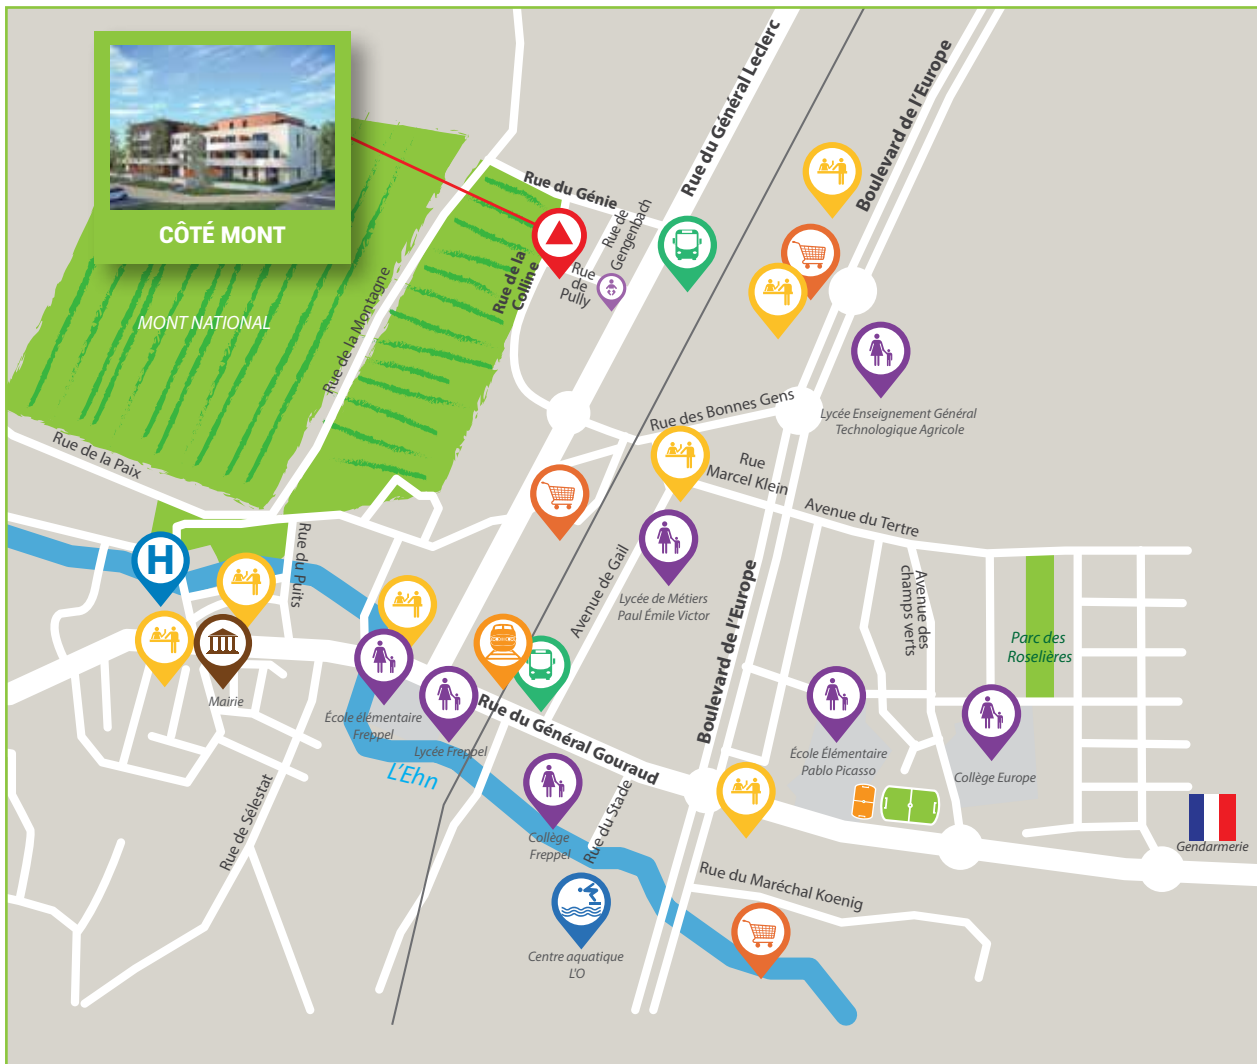 CÔTÉ MONT
MONT NATIONAL
Rue du Général Leclerc
Boulevard de l'Europe
Rue du Génie
Rue de
Gengenbach
Rue de la
Colline
Rue
de
Pully
Rue de la Montagne
Rue de la Paix
Rue des Bonnes Gens
Lycée Enseignement Général
Technologique Agricole
Rue
Marcel Klein
Avenue du Tertre
H
Rue du Puits
Avenue de Gail
Lycée de Métiers
Paul Émile Victor
Boulevard de l'Europe
Avenue des
champs verts
Parc des
Roselières
Mairie
École élémentaire
Freppel
Lycée Freppel
Rue du Général Gouraud
L'Ehn
École Élémentaire
Pablo Picasso
Collège Europe
Rue de Sélestat
Collège
Freppel
Rue du Stade
Gendarmerie
Rue du Maréchal Koenig
Centre aquatique
L'O